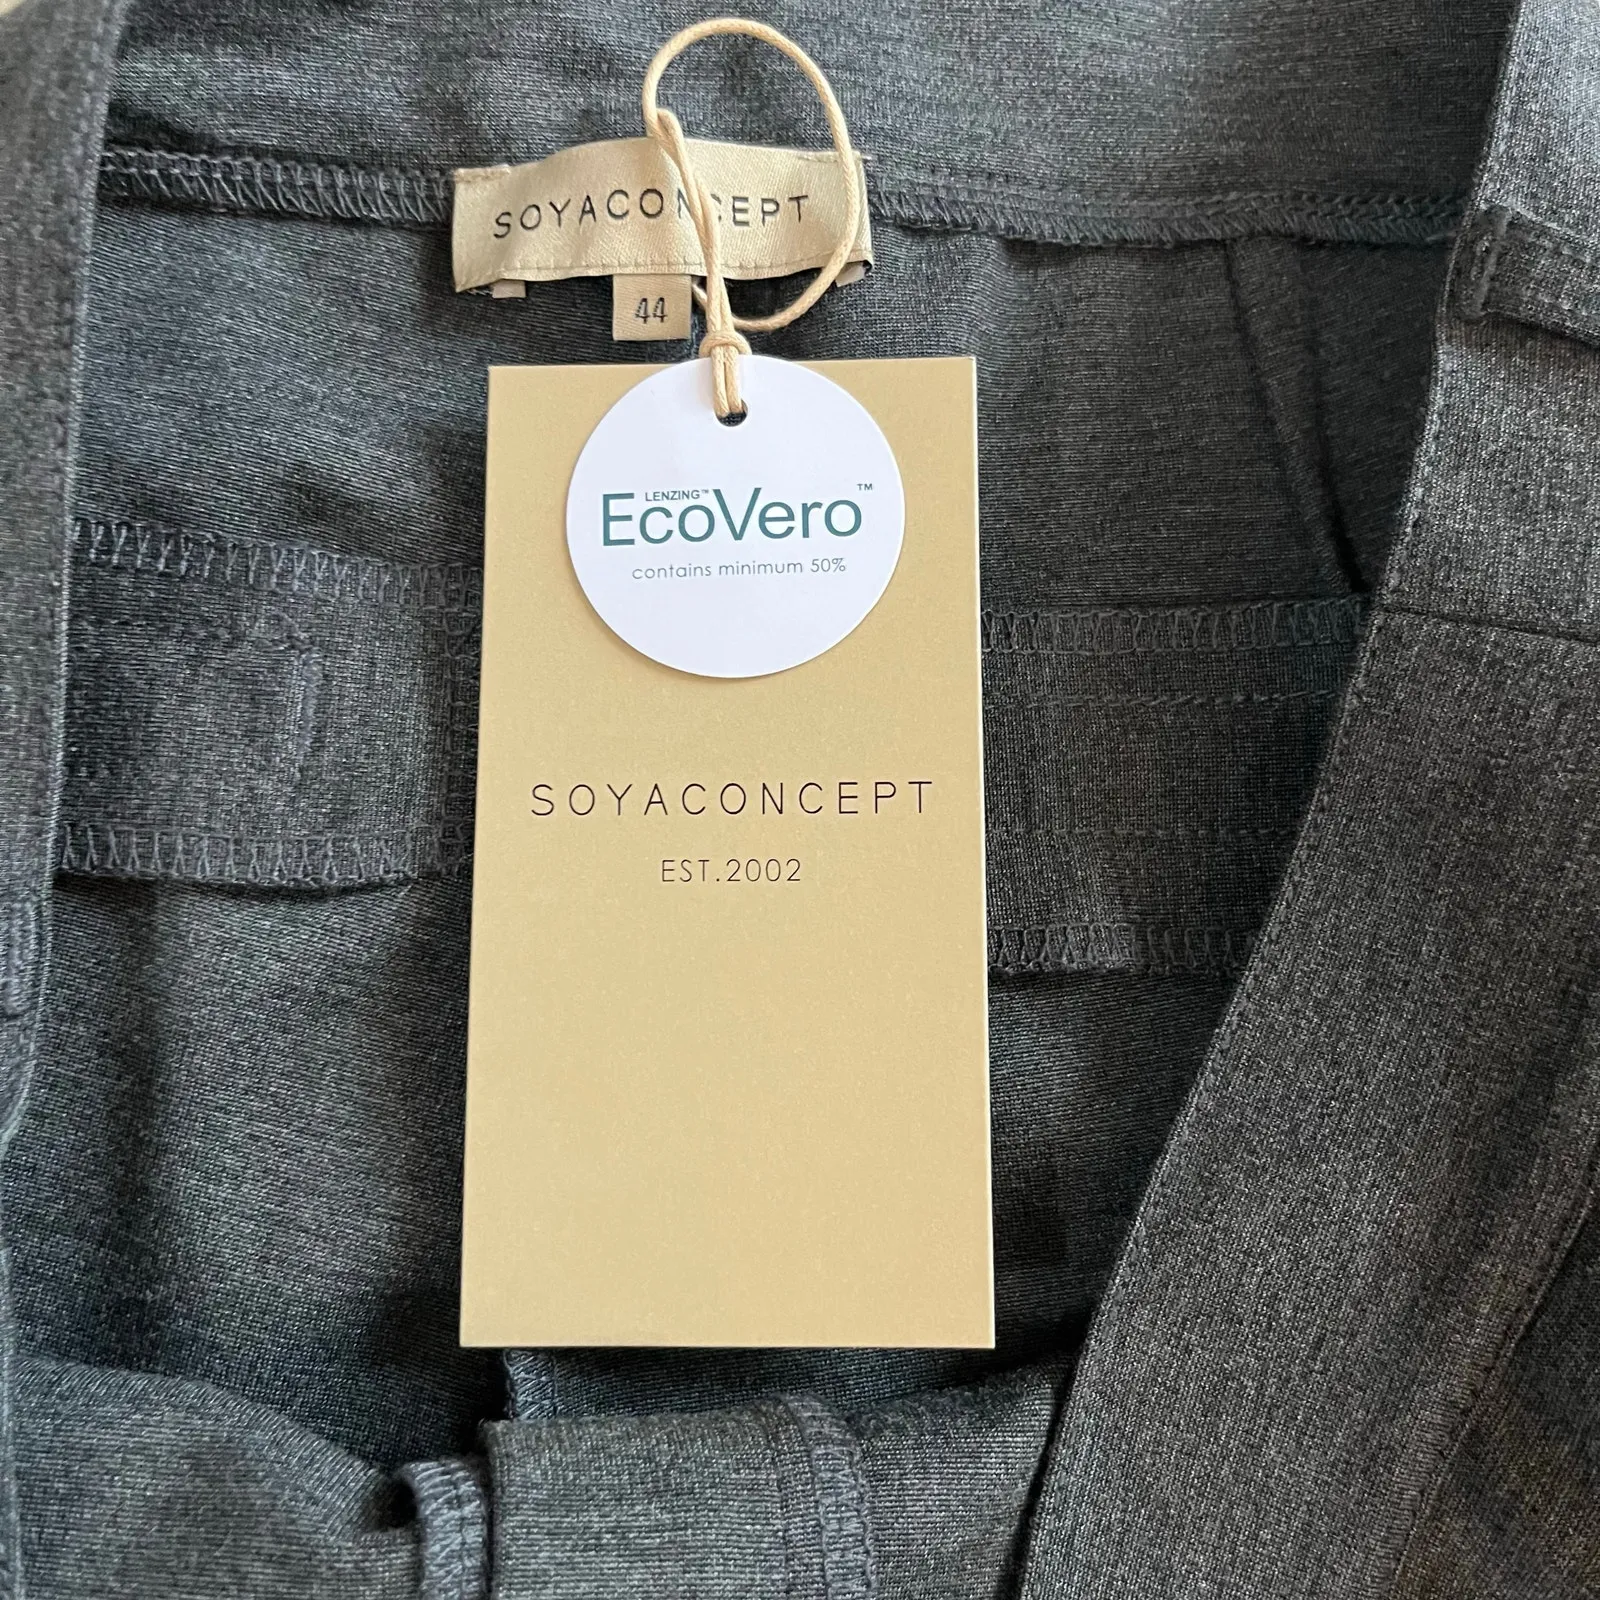 SOYACONCEPT
44
LENZING™
EcoVero™
contains minimum 50%
SOYACONCEPT
EST.2002